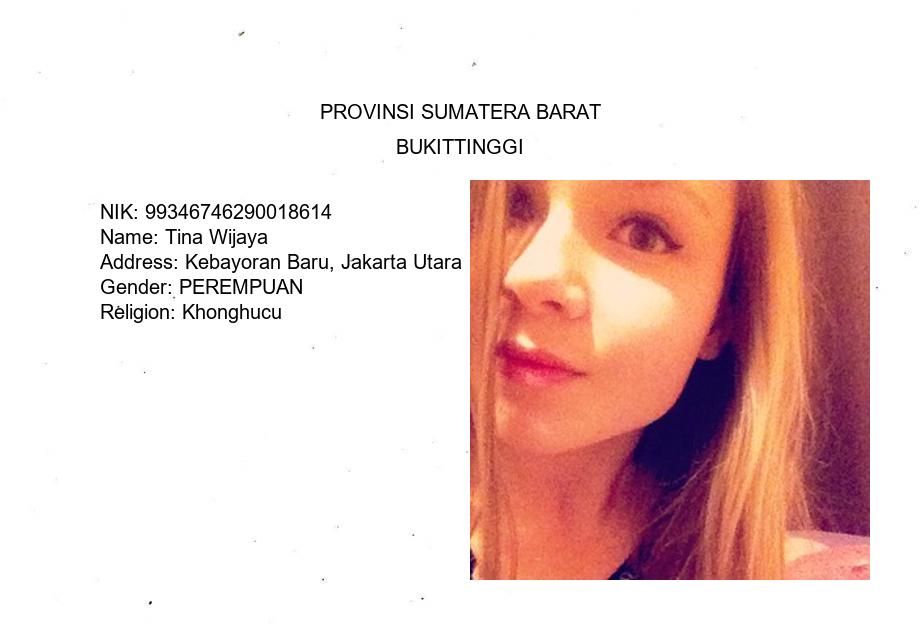 PROVINSI SUMATERA BARAT
BUKITTINGGI
NIK: 99346746290018614
Name: Tina Wijaya
Address: Kebayoran Baru, Jakarta Utara
Gender: PEREMPUAN
Religion: Khonghucu